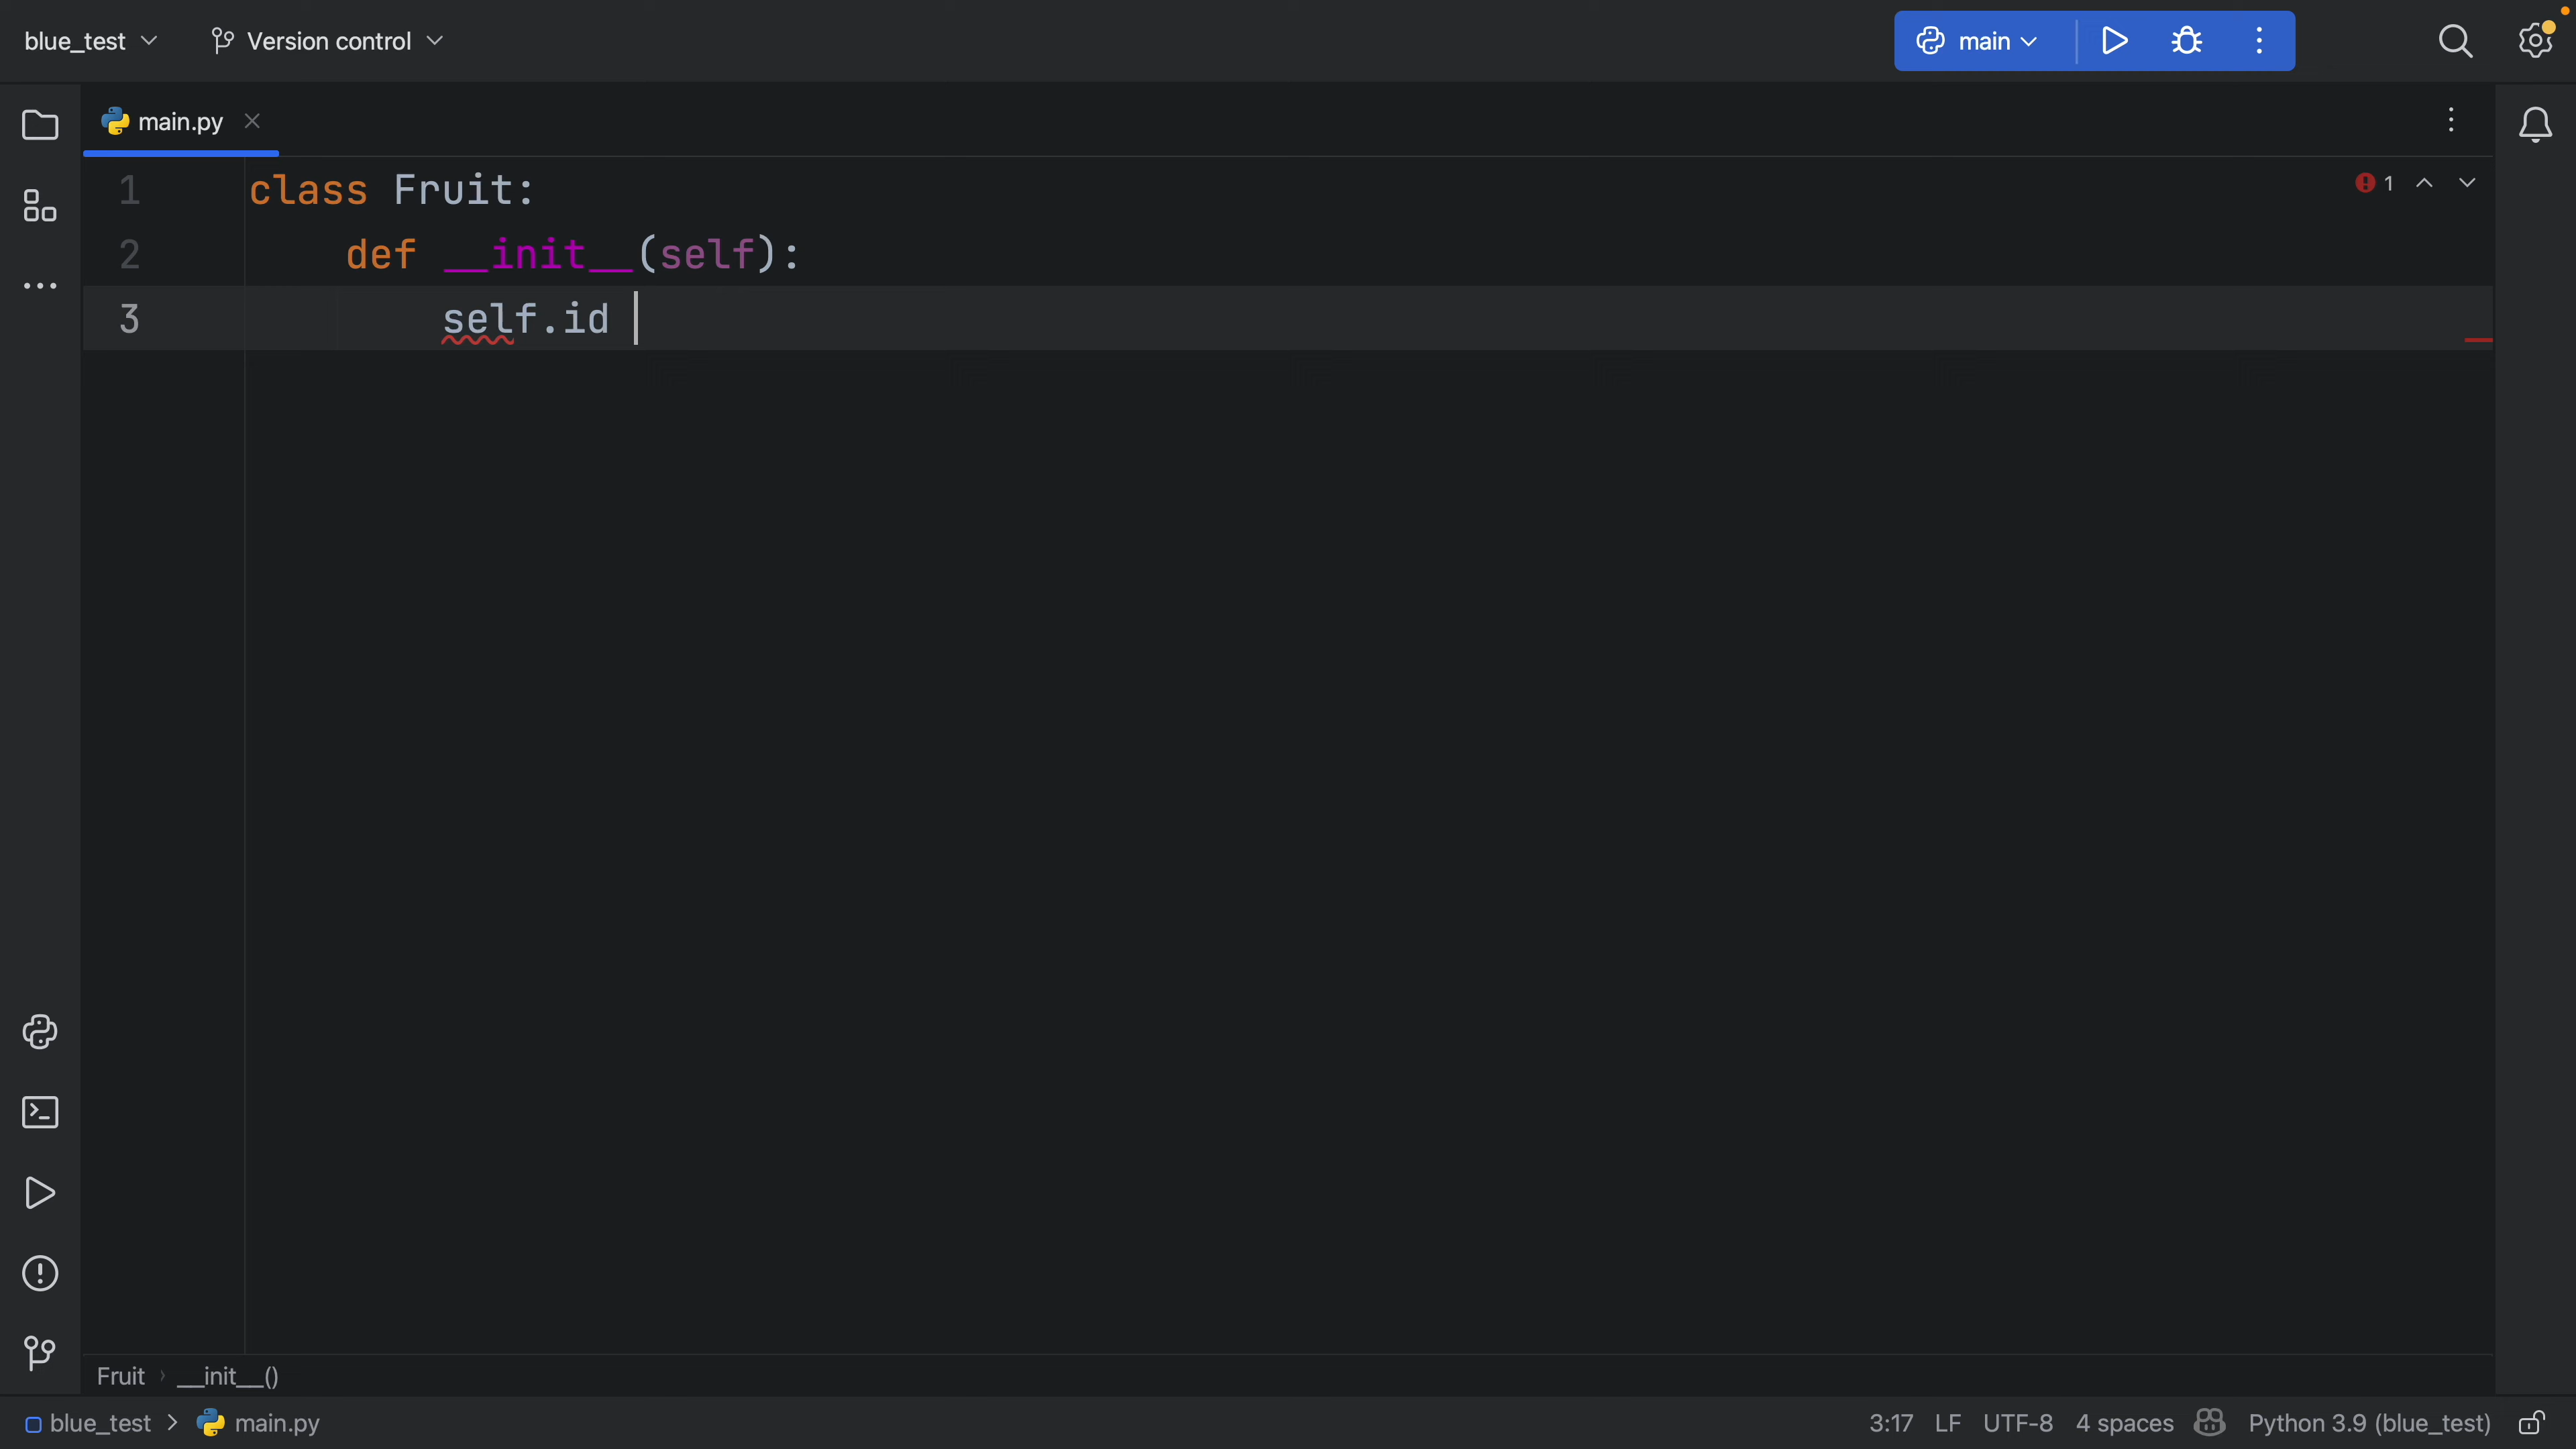 blue_test Version control main
main.py
1 class Fruit: 1
2 def __init__(self):
3 self.id
Fruit › __init__()
blue_test > main.py 3:17 LF UTF-8 4 spaces Python 3.9 (blue_test)